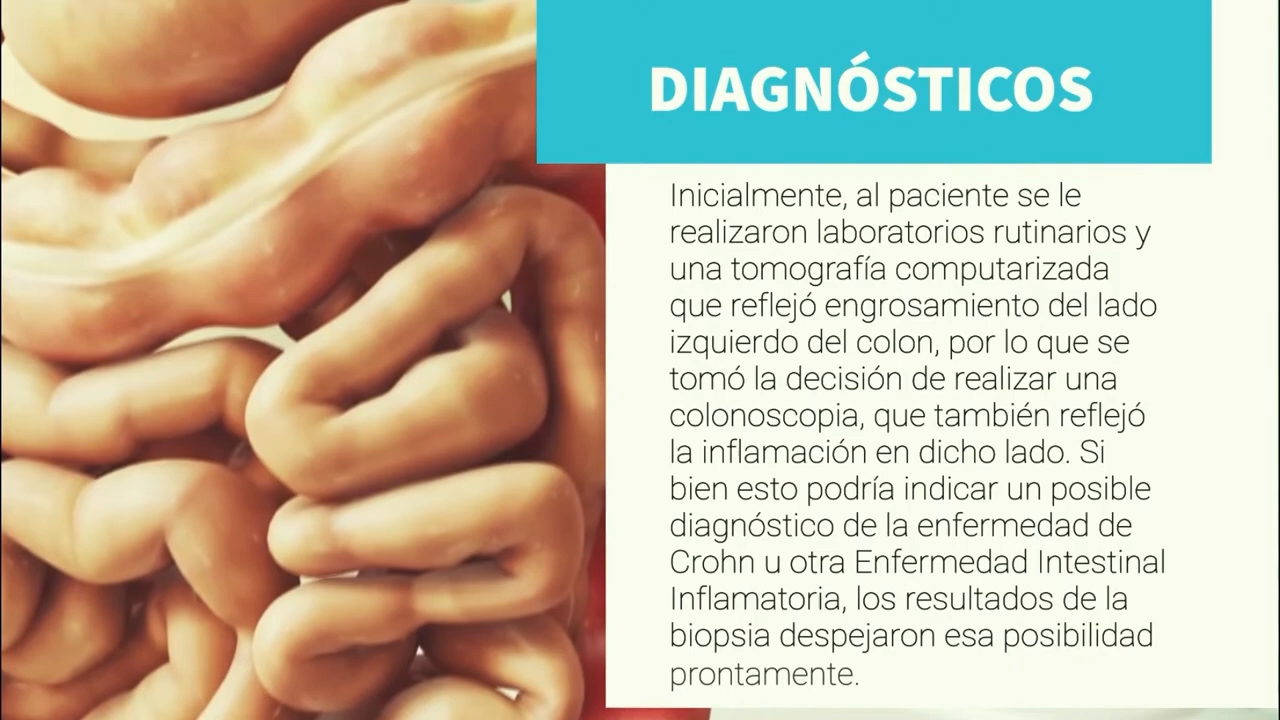 DIAGNÓSTICOS
Inicialmente, al paciente se le
realizaron laboratorios rutinarios y
una tomografía computarizada
que reflejó engrosamiento del lado
izquierdo del colon, por lo que se
tomó la decisión de realizar una
colonoscopia, que también reflejó
la inflamación en dicho lado. Si
bien esto podría indicar un posible
diagnóstico de la enfermedad de
Crohn u otra Enfermedad Intestinal
Inflamatoria, los resultados de la
biopsia despejaron esa posibilidad
prontamente.